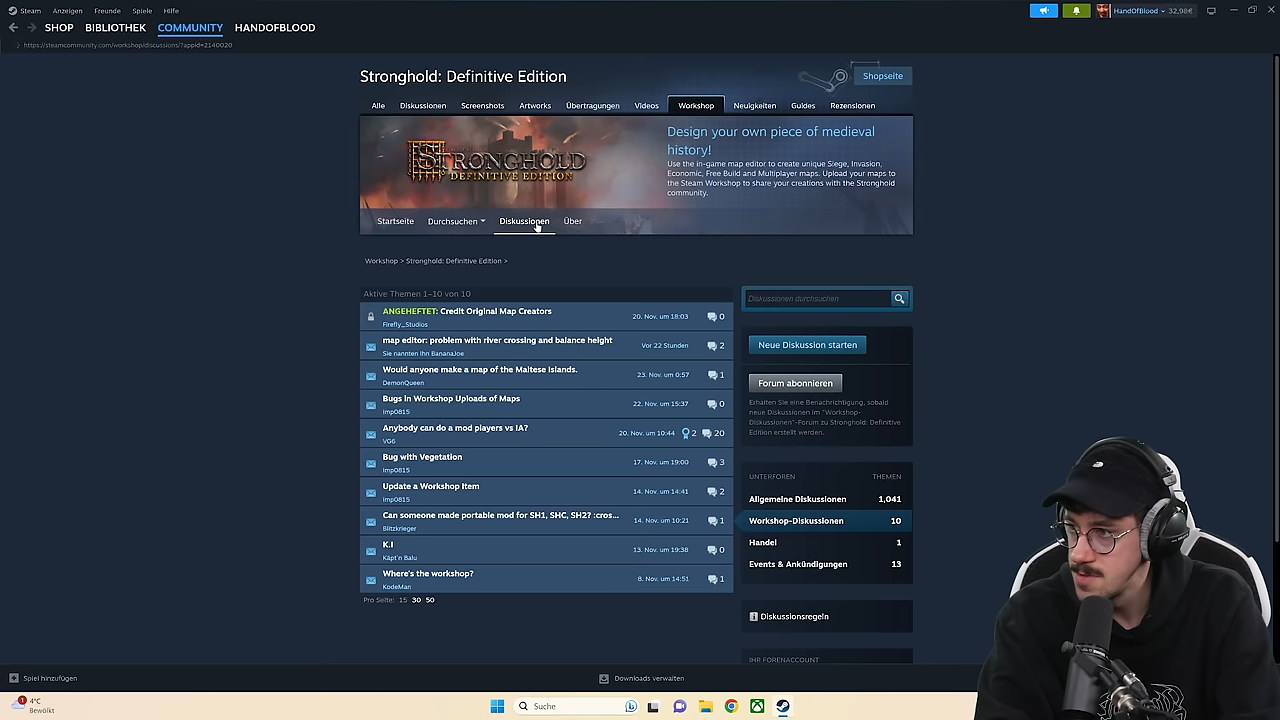 Steam Anzeigen Freunde Spiele Hilfe
HandOfBlood 32,98€
SHOP BIBLIOTHEK COMMUNITY HANDOFBLOOD
https://steamcommunity.com/workshop/discussions/?appid=2140020
Stronghold: Definitive Edition
Shopseite
Alle Diskussionen Screenshots Artworks Übertragungen Videos Workshop Neuigkeiten Guides Rezensionen
STRONGHOLD
DEFINITIVE EDITION
Design your own piece of medieval
history!
Use the in-game map editor to create unique Siege, Invasion,
Economic, Free Build and Multiplayer maps. Upload your maps to
the Steam Workshop to share your creations with the Stronghold
community.
Startseite Durchsuchen Diskussionen Über
Workshop > Stronghold: Definitive Edition >
Aktive Themen 1–10 von 10
ANGEHEFTET: Credit Original Map Creators 20. Nov. um 18:03 0
Firefly_Studios
map editor: problem with river crossing and balance height Vor 22 Stunden 2
Sie nannten Ihn BananaJoe
Would anyone make a map of the Maltese Islands. 23. Nov. um 0:57 1
DemonQueen
Bugs in Workshop Uploads of Maps 22. Nov. um 15:37 0
Imp0815
Anybody can do a mod players vs IA? 20. Nov. um 10:44 2 20
VG6
Bug with Vegetation 17. Nov. um 19:00 3
Imp0815
Update a Workshop Item 14. Nov. um 14:41 2
Imp0815
Can someone made portable mod for SH1, SHC, SH2? :cros... 14. Nov. um 10:21 1
Blitzkrieger
K.I 13. Nov. um 19:38 0
Käpt'n Balu
Where's the workshop? 8. Nov. um 14:51 1
KodeMan
Pro Seite: 15 30 50
Diskussionen durchsuchen
Neue Diskussion starten
Forum abonnieren
Erhalten Sie eine Benachrichtigung, sobald
neue Diskussionen im "Workshop-
Diskussionen"-Forum zu Stronghold: Definitive
Edition erstellt werden.
UNTERFOREN THEMEN
Allgemeine Diskussionen 1,041
Workshop-Diskussionen 10
Handel 1
Events & Ankündigungen 13
Diskussionsregeln
IHR FORENACCOUNT
Spiel hinzufügen
Downloads verwalten
1
4°C
Bewölkt
Suche